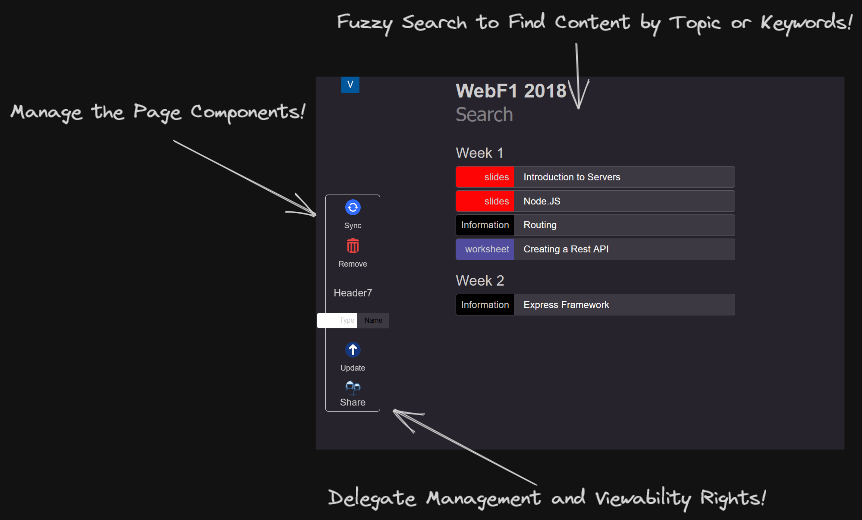 Fuzzy Search to Find Content by Topic or Keywords!
V
WebF1 2018
Search
Manage the Page Components!
Week 1
slides Introduction to Servers
slides Node.JS
Information Routing
worksheet Creating a Rest API
Week 2
Information Express Framework
Sync
Remove
Header7
Type Name
Update
Share
Delegate Management and Viewability Rights!